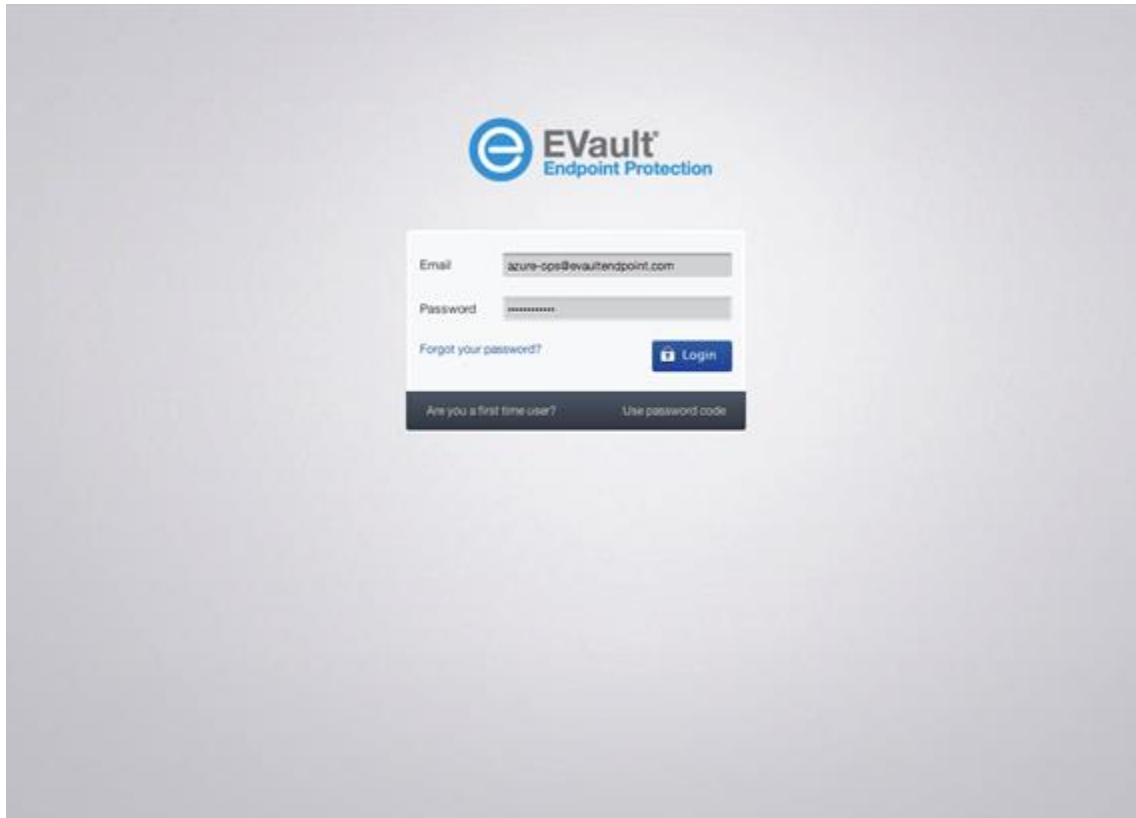 EVault®
Endpoint Protection
Email azure-ops@evaultendpoint.com
Password ••••••••••••
Forgot your password? Login
Are you a first time user? Use password code